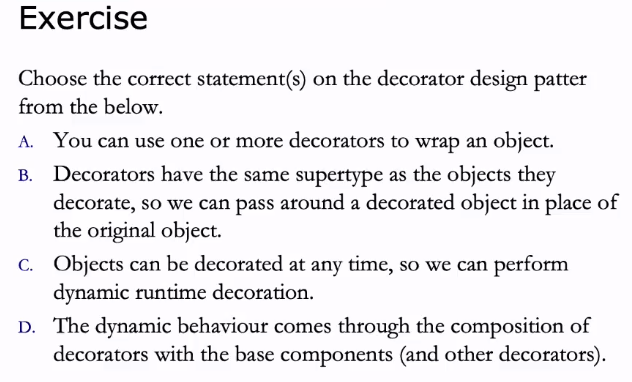 Exercise
Choose the correct statement(s) on the decorator design patter
from the below.
A. You can use one or more decorators to wrap an object.
B. Decorators have the same supertype as the objects they
decorate, so we can pass around a decorated object in place of
the original object.
C. Objects can be decorated at any time, so we can perform
dynamic runtime decoration.
D. The dynamic behaviour comes through the composition of
decorators with the base components (and other decorators).